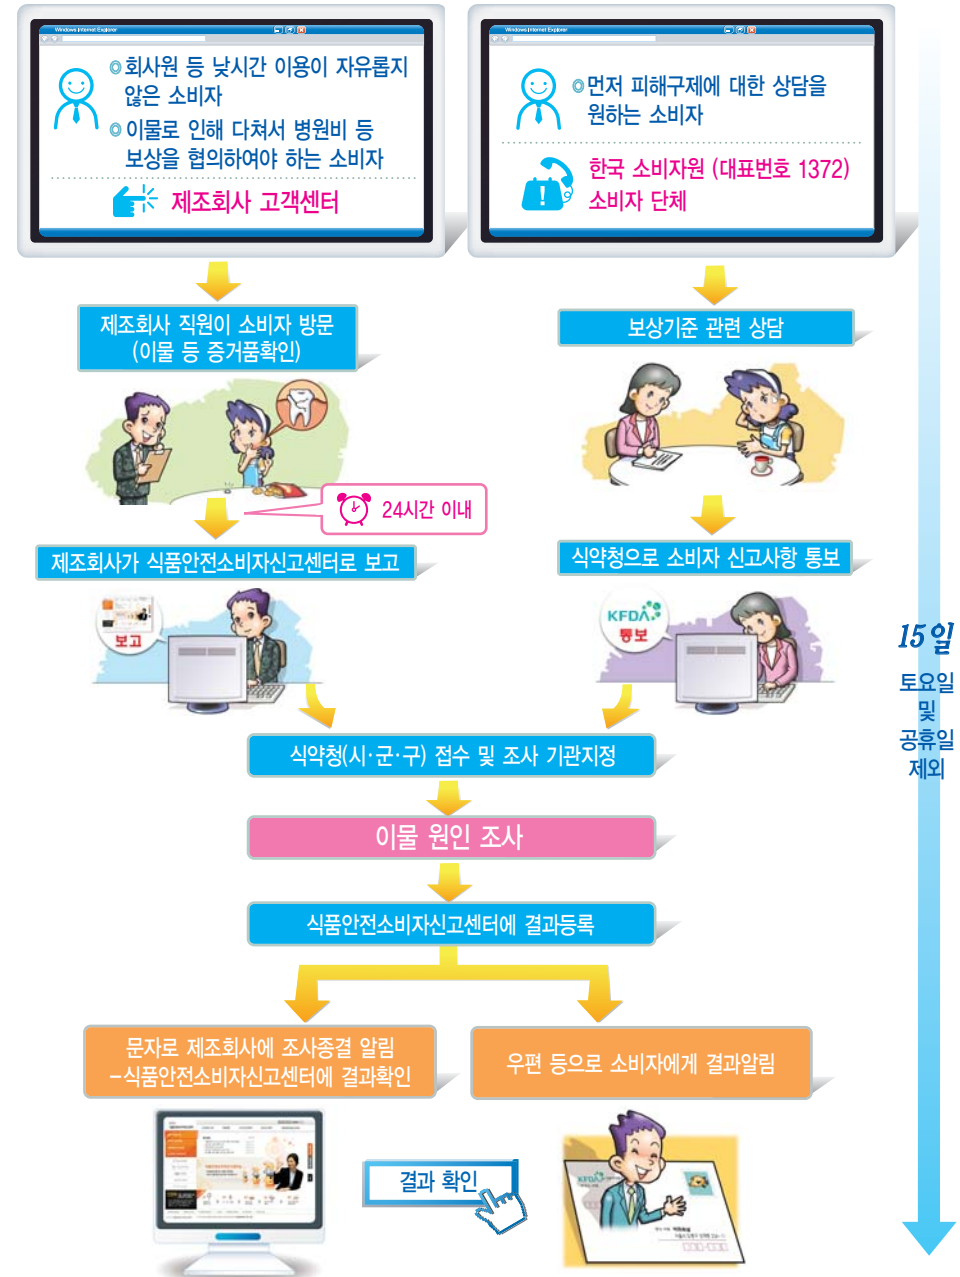 Windows Internet Explorer
회사원 등 낮시간 이용이 자유롭지
않은 소비자
이물로 인해 다쳐서 병원비 등
보상을 협의하여야 하는 소비자
제조회사 고객센터
Windows Internet Explorer
먼저 피해구제에 대한 상담을
원하는 소비자
한국 소비자원 (대표번호 1372)
소비자 단체
제조회사 직원이 소비자 방문
(이물 등 증거품확인)
보상기준 관련 상담
24시간 이내
제조회사가 식품안전소비자신고센터로 보고
식약청으로 소비자 신고사항 통보
보고
KFDA
통보
15일
토요일
및
공휴일
제외
식약청(시·군·구) 접수 및 조사 기관지정
이물 원인 조사
식품안전소비자신고센터에 결과등록
문자로 제조회사에 조사종결 알림
-식품안전소비자신고센터에 결과확인
우편 등으로 소비자에게 결과알림
결과 확인
KFDA